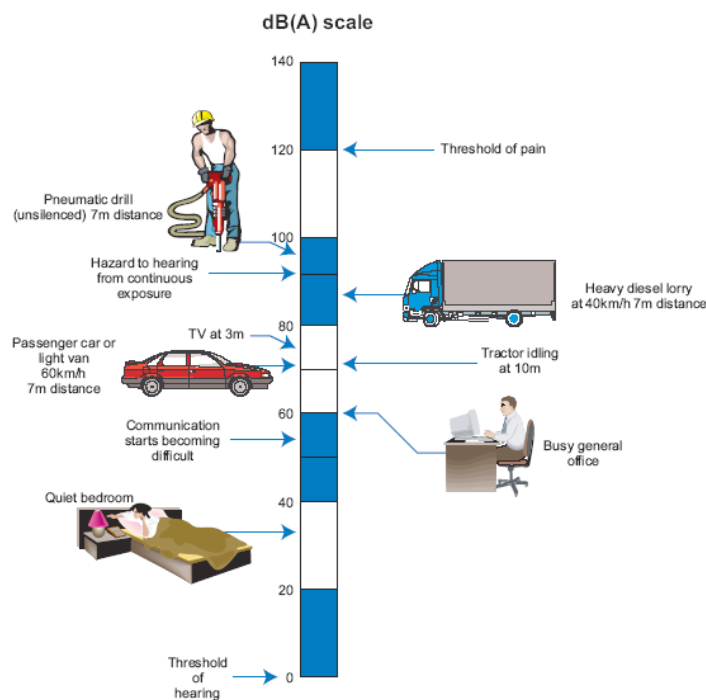 dB(A) scale
140
120
Threshold of pain
Pneumatic drill
(unsilenced) 7m distance
100
Hazard to hearing
from continuous
exposure
Heavy diesel lorry
at 40km/h 7m distance
80
TV at 3m
Passenger car or
light van
60km/h
7m distance
Tractor idling
at 10m
60
Communication
starts becoming
difficult
Busy general
office
Quiet bedroom
40
20
Threshold
of
hearing
0